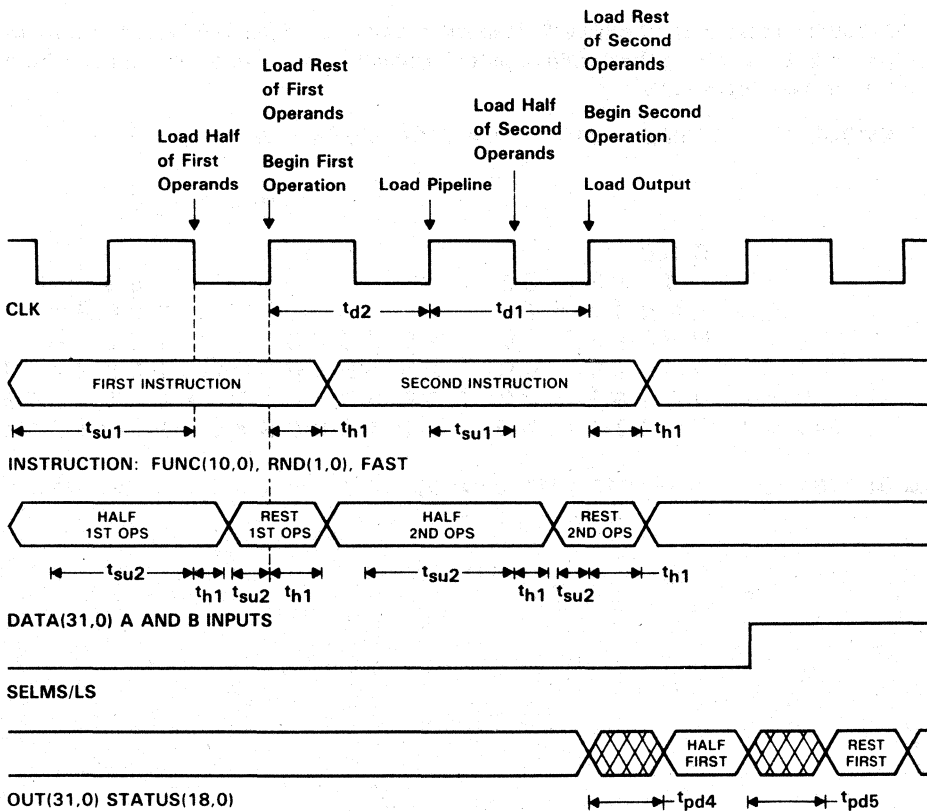 Load Rest
of Second
Operands
Load Rest
of First
Operands
Load Half
of Second
Operands
Begin Second
Operation
Load Half
of First
Operands
Begin First
Operation
Load Pipeline
Load Output
CLK
td2
td1
FIRST INSTRUCTION
SECOND INSTRUCTION
tsu1
th1
tsu1
th1
INSTRUCTION: FUNC(10,0), RND(1,0), FAST
HALF
1ST OPS
REST
1ST OPS
HALF
2ND OPS
REST
2ND OPS
tsu2
th1
tsu2
th1
tsu2
th1
tsu2
th1
DATA(31,0) A AND B INPUTS
SELMS/LS
HALF
FIRST
REST
FIRST
OUT(31,0) STATUS(18,0)
tpd4
tpd5